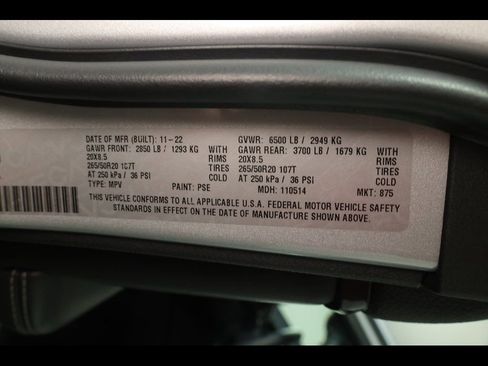 DATE OF MFR (BUILT): 11-22 GVWR: 6500 LB / 2949 KG
GAWR FRONT: 2850 LB / 1293 KG WITH GAWR REAR: 3700 LB / 1679 KG WITH
20X8.5 RIMS 20X8.5 RIMS
265/50R20 107T TIRES 265/50R20 107T TIRES
AT 250 kPa / 36 PSI COLD AT 250 kPa / 36 PSI COLD
TYPE: MPV PAINT: PSE MDH: 110514 MKT: 875
THIS VEHICLE CONFORMS TO ALL APPLICABLE U.S.A. FEDERAL MOTOR VEHICLE SAFETY
STANDARDS IN EFFECT ON THE DATE OF MANUFACTURE SHOWN ABOVE.